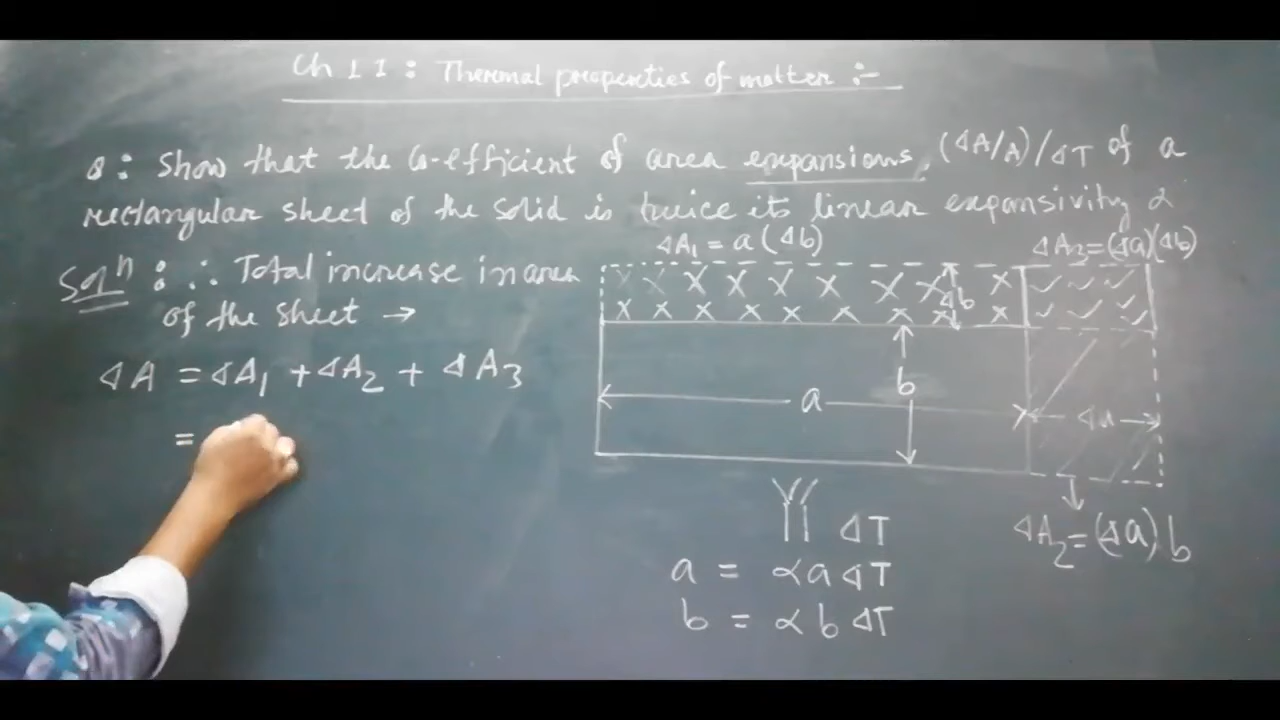 Ch 11 : Thermal properties of matter :-
Q : Show that the Co-efficient of area expansions, (ΔA/A)/ΔT of a
rectangular sheet of the solid is twice its linear expansivity α
Solⁿ : ∴ Total increase in area
of the sheet →
ΔA = ΔA₁ + ΔA₂ + ΔA₃
=
ΔA₁ = a (Δb)
ΔA₃ = (Δa)(Δb)
Δb
b
a
Δa
ΔA₂ = (Δa) b
ΔT
a = αaΔT
b = αbΔT